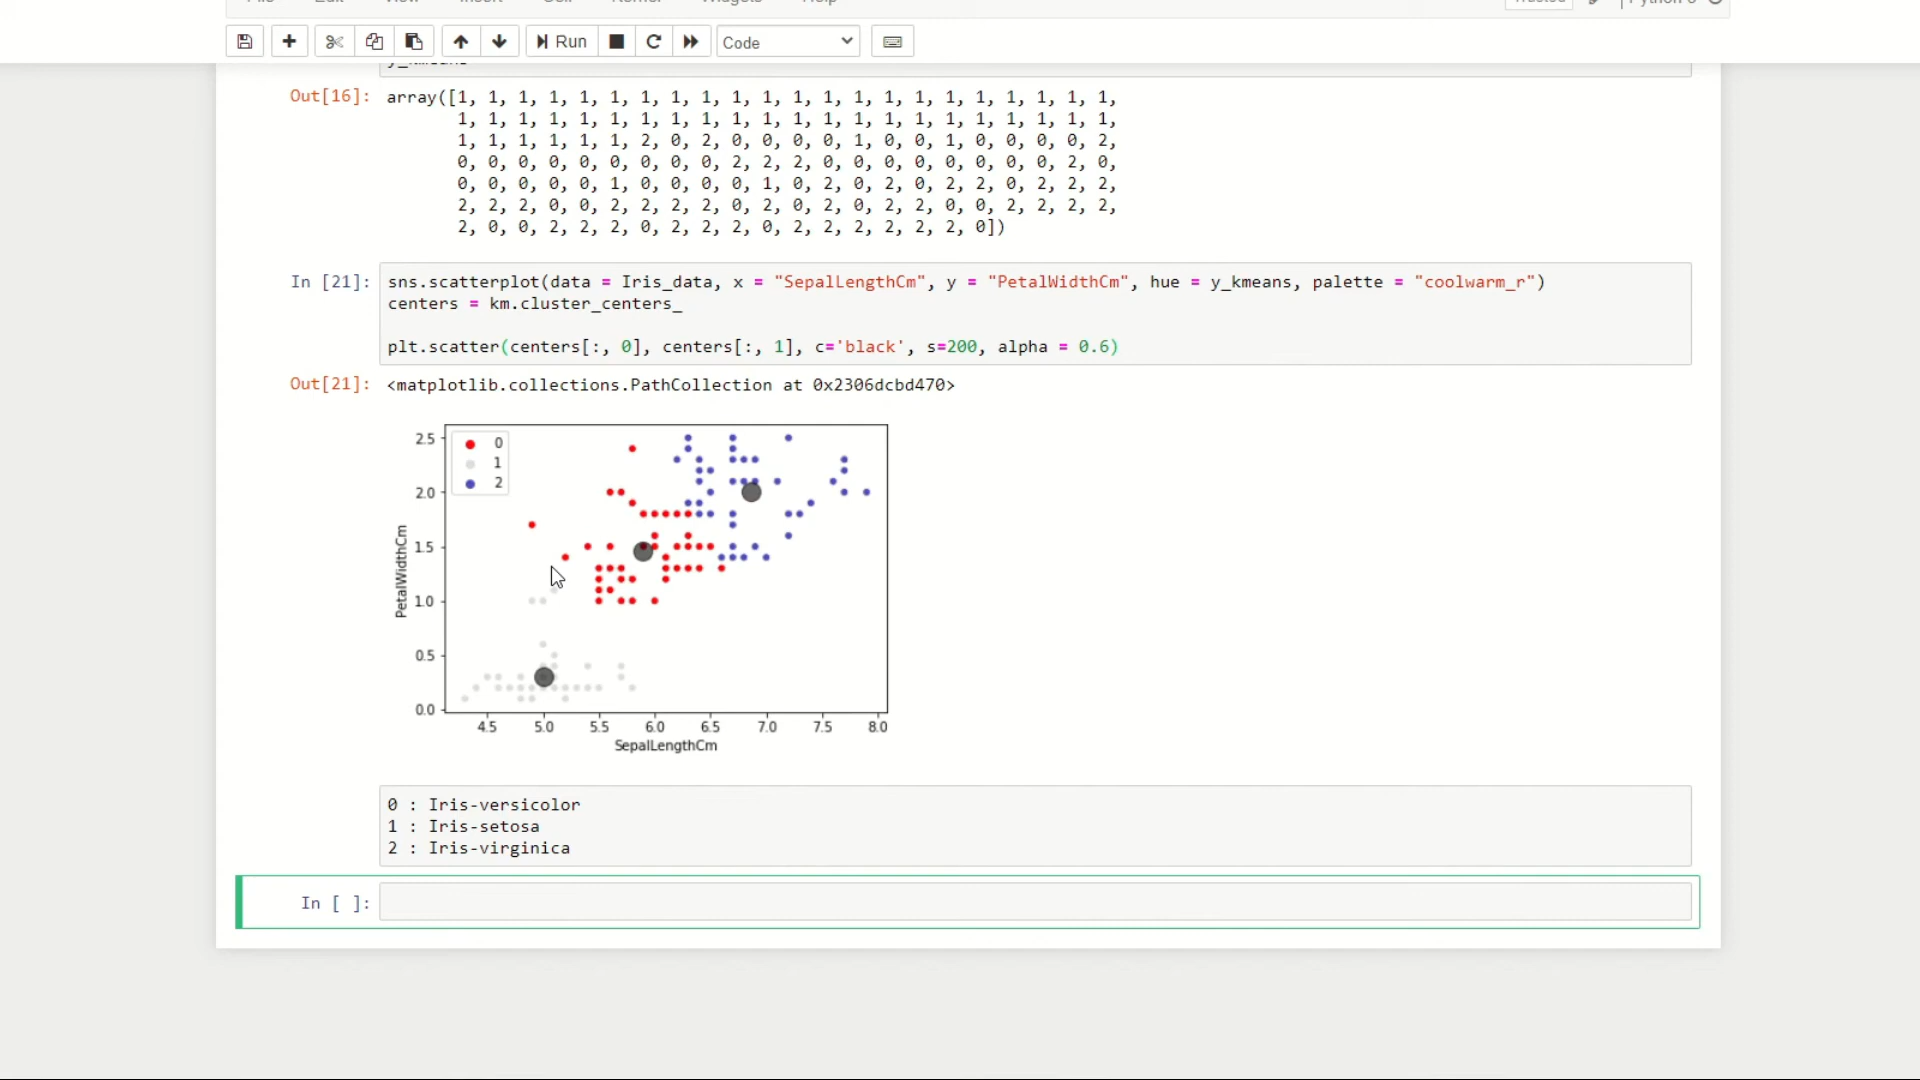 Run
Code
Out[16]:
array([1, 1, 1, 1, 1, 1, 1, 1, 1, 1, 1, 1, 1, 1, 1, 1, 1, 1, 1, 1, 1, 1,
1, 1, 1, 1, 1, 1, 1, 1, 1, 1, 1, 1, 1, 1, 1, 1, 1, 1, 1, 1, 1, 1,
1, 1, 1, 1, 1, 1, 2, 0, 2, 0, 0, 0, 0, 1, 0, 0, 1, 0, 0, 0, 0, 2,
0, 0, 0, 0, 0, 0, 0, 0, 0, 2, 2, 2, 0, 0, 0, 0, 0, 0, 0, 0, 2, 0,
0, 0, 0, 0, 0, 1, 0, 0, 0, 0, 1, 0, 2, 0, 2, 0, 2, 2, 0, 2, 2, 2,
2, 2, 2, 0, 0, 2, 2, 2, 2, 0, 2, 0, 2, 0, 2, 2, 0, 0, 2, 2, 2, 2,
2, 0, 0, 2, 2, 2, 0, 2, 2, 2, 0, 2, 2, 2, 2, 2, 2, 0])
In [21]:
sns.scatterplot(data = Iris_data, x = "SepalLengthCm", y = "PetalWidthCm", hue = y_kmeans, palette = "coolwarm_r")
centers = km.cluster_centers_
plt.scatter(centers[:, 0], centers[:, 1], c='black', s=200, alpha = 0.6)
Out[21]:
<matplotlib.collections.PathCollection at 0x2306dcbd470>
0
1
2
2.5
2.0
1.5
1.0
0.5
0.0
PetalWidthCm
4.5 5.0 5.5 6.0 6.5 7.0 7.5 8.0
SepalLengthCm
0 : Iris-versicolor
1 : Iris-setosa
2 : Iris-virginica
In [ ]: